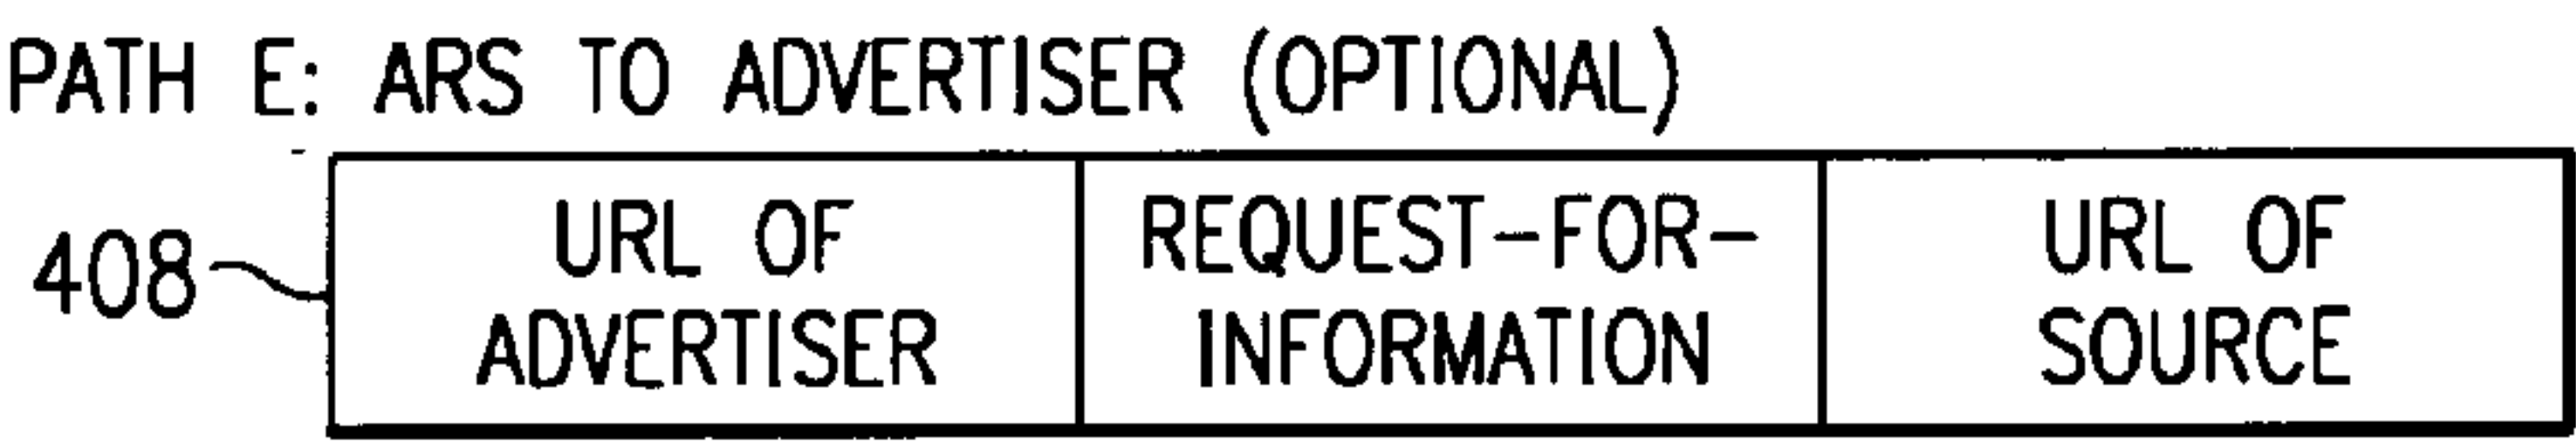 PATH E: ARS TO ADVERTISER (OPTIONAL)
408
URL OF
ADVERTISER
REQUEST-FOR-
INFORMATION
URL OF
SOURCE